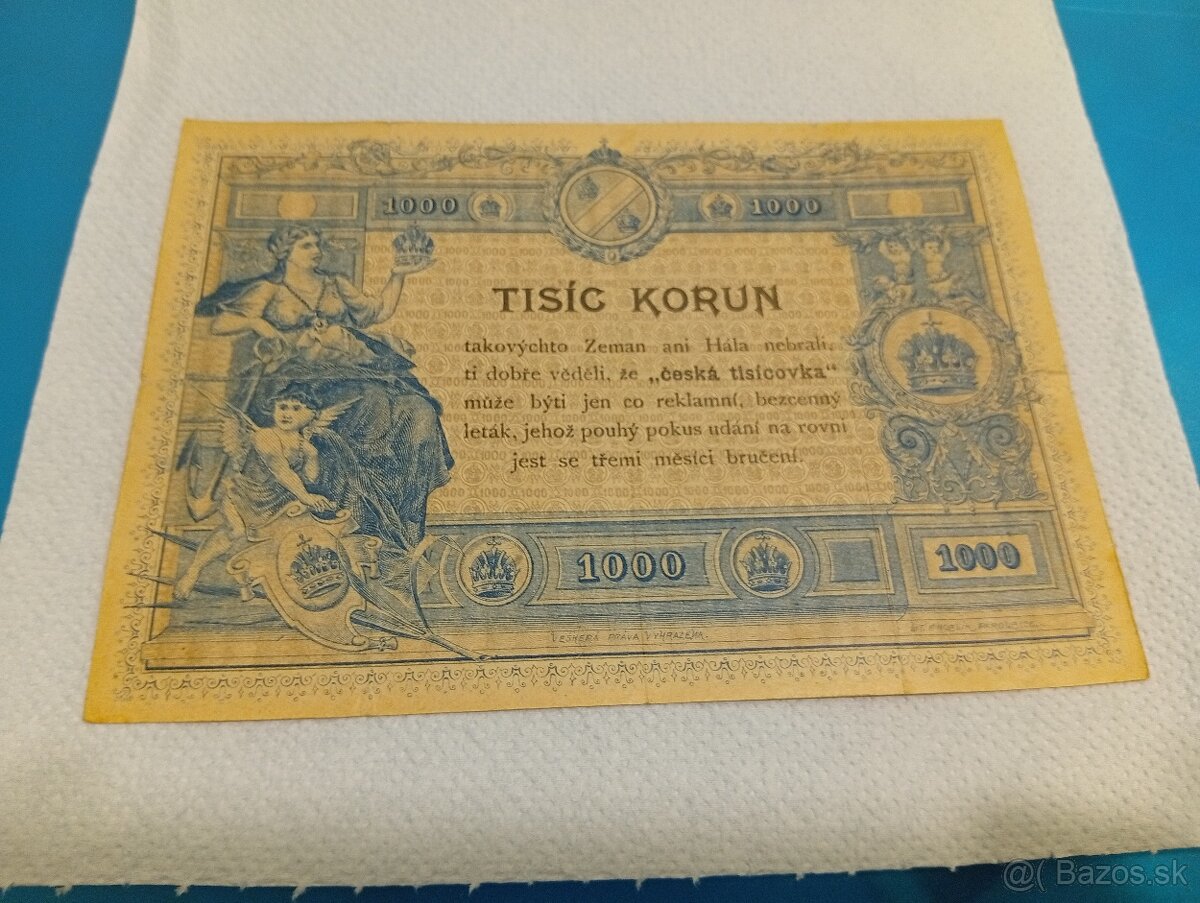 1000 1000
TISÍC KORUN
takovýchto Zeman ani Hála nebrali,
ti dobře věděli, že „česká tisícovka“
může býti jen co reklamní, bezcenný
leták, jehož pouhý pokus udání na rovni
jest se třemi měsíci bručení.
1000 1000
VEŠKERÁ PRÁVA VYHRAZENA.
@( Bazos.sk